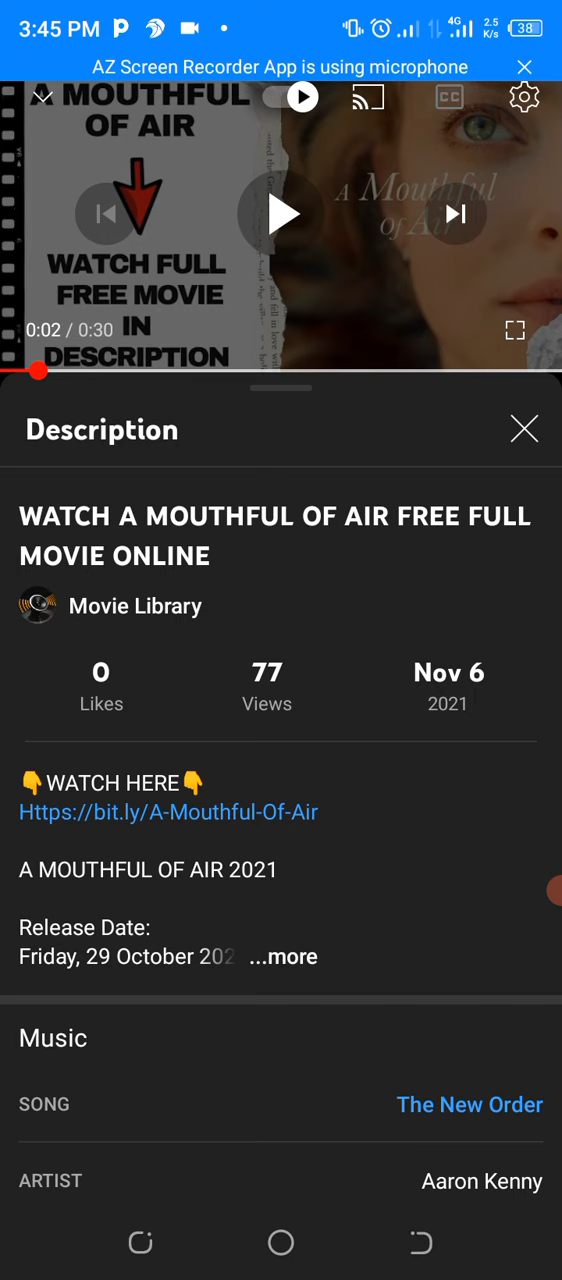 3:45 PM
4G
2.5
K/s
38
AZ Screen Recorder App is using microphone
A MOUTHFUL
OF AIR
CC
A Mouthful
Of Air
WATCH FULL
FREE MOVIE
IN
DESCRIPTION
0:02 / 0:30
Description
WATCH A MOUTHFUL OF AIR FREE FULL
MOVIE ONLINE
Movie Library
0
77
Nov 6
Likes
Views
2021
👇WATCH HERE👇
Https://bit.ly/A-Mouthful-Of-Air
A MOUTHFUL OF AIR 2021
Release Date:
Friday, 29 October 202 ...more
Music
SONG
The New Order
ARTIST
Aaron Kenny